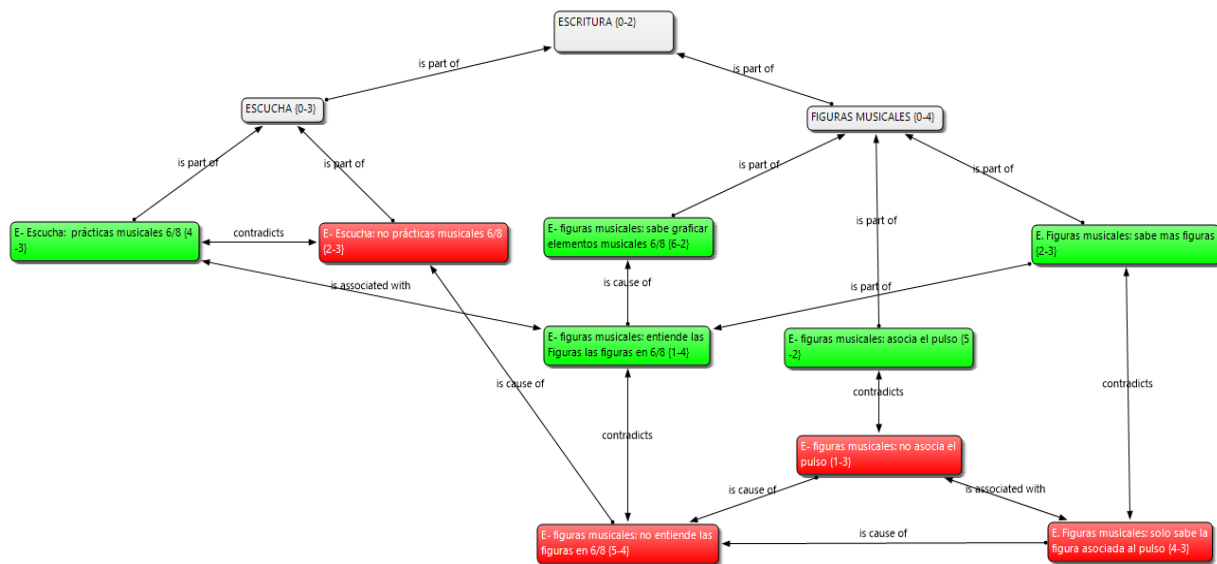 ESCRITURA {0-2}
is part of
is part of
ESCUCHA {0-3}
FIGURAS MUSICALES {0-4}
is part of
is part of
is part of
is part of
is part of
E- Escucha:  prácticas musicales 6/8 {4
-3}
contradicts
E- Escucha: no prácticas musicales 6/8
{2-3}
E- figuras musicales: sabe graficar
elementos musicales 6/8 {6-2}
E. Figuras musicales: sabe mas figuras
{2-3}
is associated with
is cause of
is part of
E- figuras musicales: entiende las
Figuras las figuras en 6/8 {1-4}
E- figuras musicales: asocia el pulso {5
-2}
is cause of
contradicts
contradicts
contradicts
E- figuras musicales: no asocia el
pulso {1-3}
is cause of
is associated with
E- figuras musicales: no entiende las
figuras en 6/8 {5-4}
is cause of
E. Figuras musicales: solo sabe la
figura asociada al pulso {4-3}